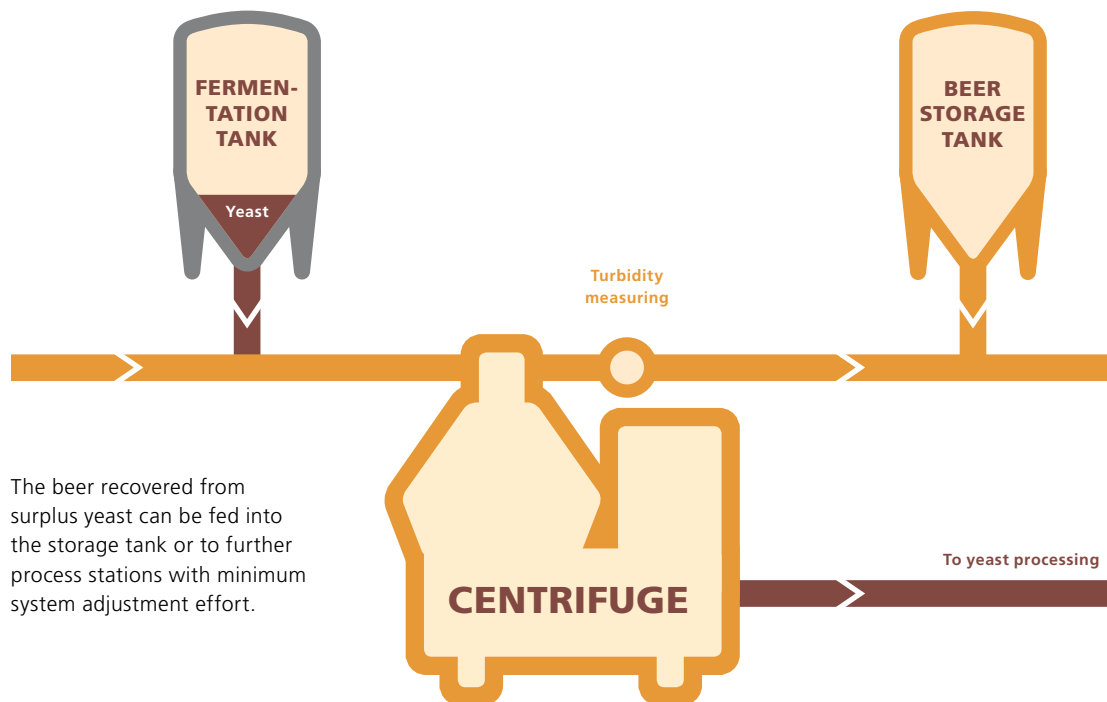 FERMEN-
TATION
TANK
Yeast
BEER
STORAGE
TANK
Turbidity
measuring
The beer recovered from
surplus yeast can be fed into
the storage tank or to further
process stations with minimum
system adjustment effort.
To yeast processing
CENTRIFUGE